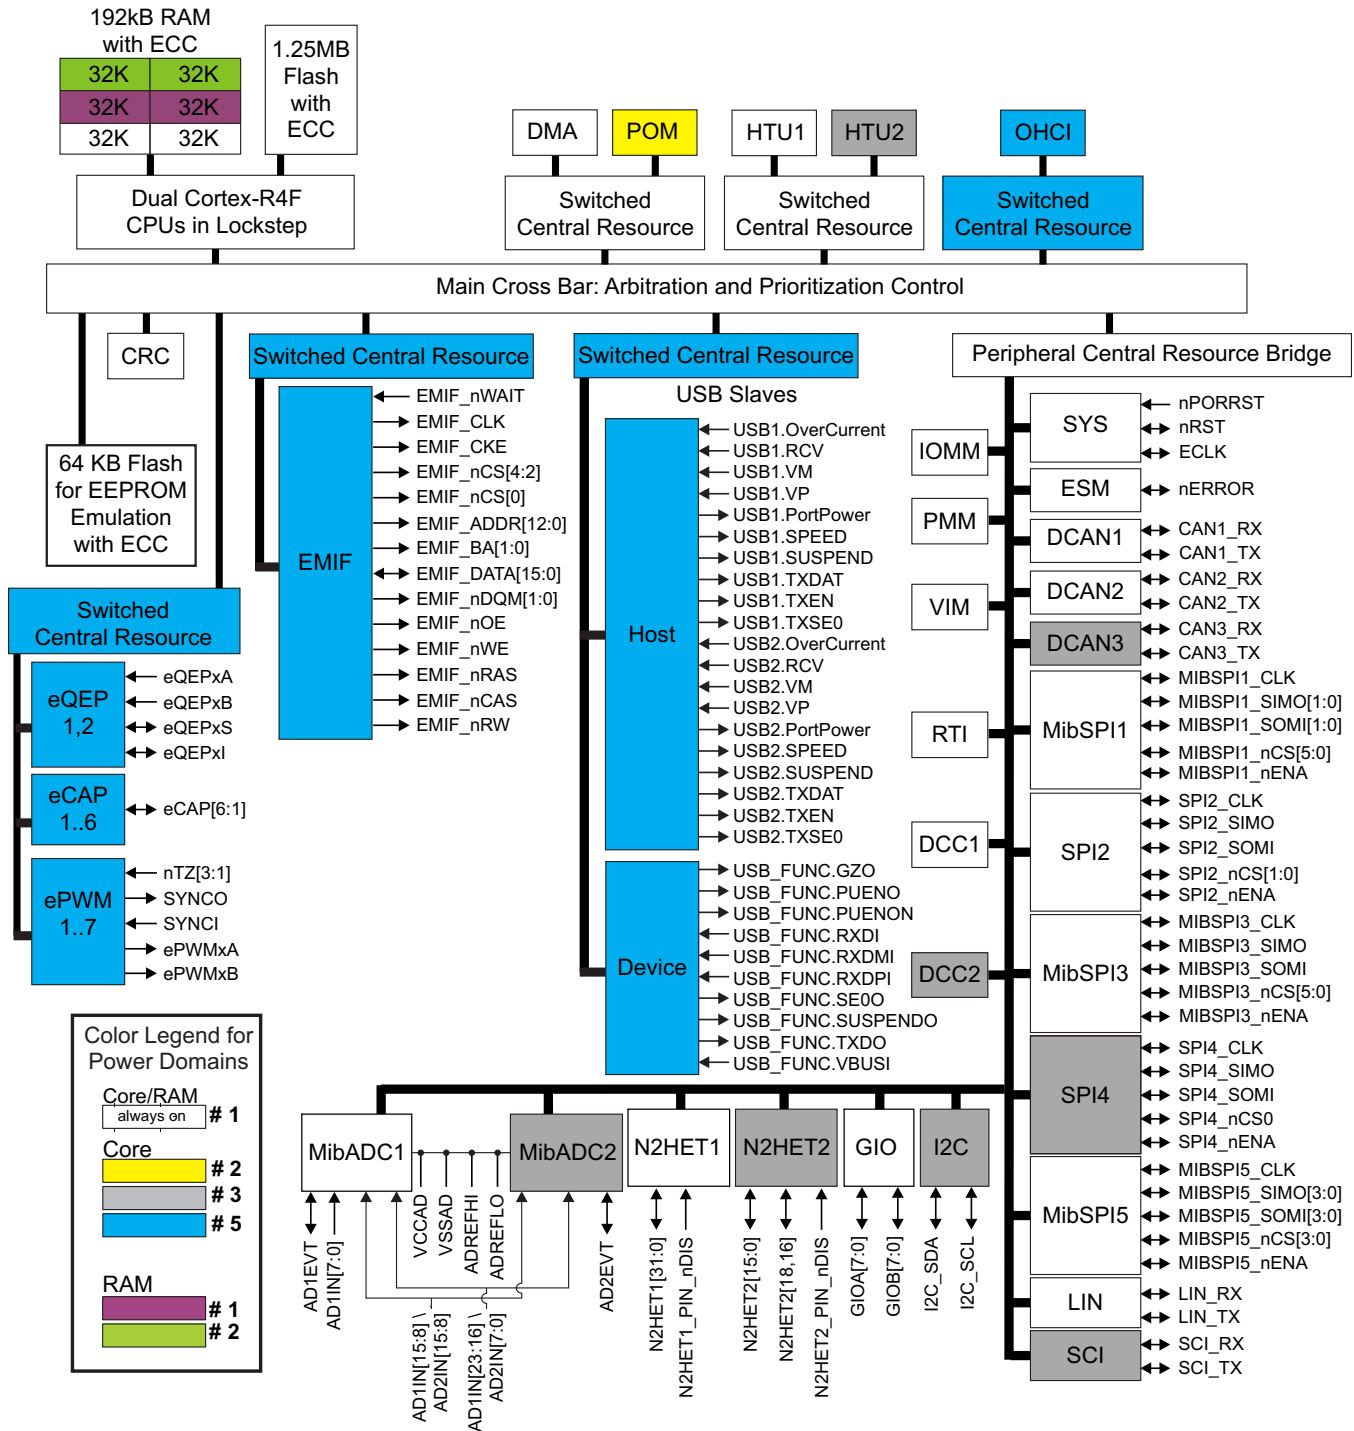 192kB RAM
with ECC
32K 32K
32K 32K
32K 32K
1.25MB
Flash
with
ECC
DMA
POM
HTU1
HTU2
OHCI
Dual Cortex-R4F
CPUs in Lockstep
Switched
Central Resource
Switched
Central Resource
Switched
Central Resource
Main Cross Bar: Arbitration and Prioritization Control
CRC
Switched Central Resource
Switched Central Resource
Peripheral Central Resource Bridge
64 KB Flash
for EEPROM
Emulation
with ECC
EMIF
EMIF_nWAIT
EMIF_CLK
EMIF_CKE
EMIF_nCS[4:2]
EMIF_nCS[0]
EMIF_ADDR[12:0]
EMIF_BA[1:0]
EMIF_DATA[15:0]
EMIF_nDQM[1:0]
EMIF_nOE
EMIF_nWE
EMIF_nRAS
EMIF_nCAS
EMIF_nRW
USB Slaves
Host
USB1.OverCurrent
USB1.RCV
USB1.VM
USB1.VP
USB1.PortPower
USB1.SPEED
USB1.SUSPEND
USB1.TXDAT
USB1.TXEN
USB1.TXSE0
USB2.OverCurrent
USB2.RCV
USB2.VM
USB2.VP
USB2.PortPower
USB2.SPEED
USB2.SUSPEND
USB2.TXDAT
USB2.TXEN
USB2.TXSE0
Device
USB_FUNC.GZO
USB_FUNC.PUENO
USB_FUNC.PUENON
USB_FUNC.RXDI
USB_FUNC.RXDMI
USB_FUNC.RXDPI
USB_FUNC.SE0O
USB_FUNC.SUSPENDO
USB_FUNC.TXDO
USB_FUNC.VBUSI
Switched
Central Resource
eQEP
1,2
eQEPxA
eQEPxB
eQEPxS
eQEPxI
eCAP
1..6
eCAP[6:1]
ePWM
1..7
nTZ[3:1]
SYNCO
SYNCI
ePWMxA
ePWMxB
IOMM
PMM
VIM
RTI
DCC1
DCC2
SYS
nPORRST
nRST
ECLK
ESM
nERROR
DCAN1
CAN1_RX
CAN1_TX
DCAN2
CAN2_RX
CAN2_TX
DCAN3
CAN3_RX
CAN3_TX
MibSPI1
MIBSPI1_CLK
MIBSPI1_SIMO[1:0]
MIBSPI1_SOMI[1:0]
MIBSPI1_nCS[5:0]
MIBSPI1_nENA
SPI2
SPI2_CLK
SPI2_SIMO
SPI2_SOMI
SPI2_nCS[1:0]
SPI2_nENA
MibSPI3
MIBSPI3_CLK
MIBSPI3_SIMO
MIBSPI3_SOMI
MIBSPI3_nCS[5:0]
MIBSPI3_nENA
SPI4
SPI4_CLK
SPI4_SIMO
SPI4_SOMI
SPI4_nCS0
SPI4_nENA
MibSPI5
MIBSPI5_CLK
MIBSPI5_SIMO[3:0]
MIBSPI5_SOMI[3:0]
MIBSPI5_nCS[3:0]
MIBSPI5_nENA
LIN
LIN_RX
LIN_TX
SCI
SCI_RX
SCI_TX
Color Legend for
Power Domains
Core/RAM
always on # 1
Core
# 2
# 3
# 5
RAM
# 1
# 2
MibADC1
MibADC2
N2HET1
N2HET2
GIO
I2C
AD1EVT
AD1IN[7:0]
VCCAD
VSSAD
ADREFHI
ADREFLO
AD2EVT
AD1IN[15:8] \
AD2IN[15:8]
AD1IN[23:16] \
AD2IN[7:0]
N2HET1[31:0]
N2HET1_PIN_nDIS
N2HET2[15:0]
N2HET2[18,16]
N2HET2_PIN_nDIS
GIOA[7:0]
GIOB[7:0]
I2C_SDA
I2C_SCL